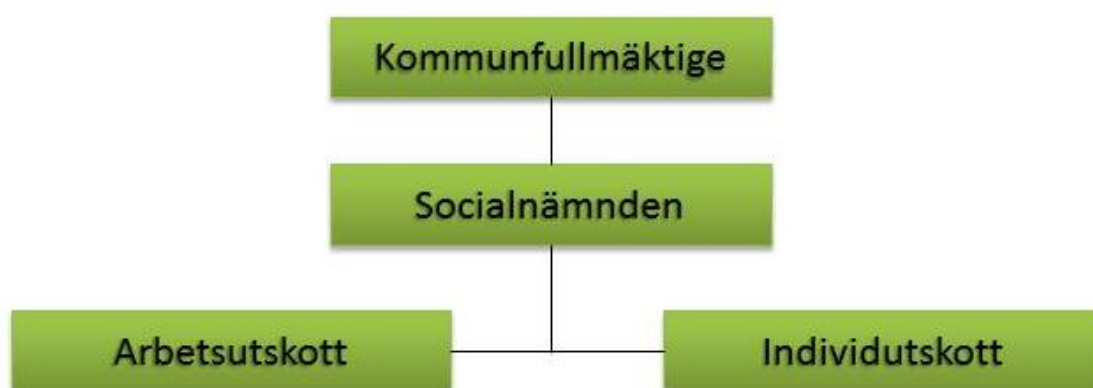 Kommunfullmäktige
Socialnämnden
Arbetsutskott
Individutskott